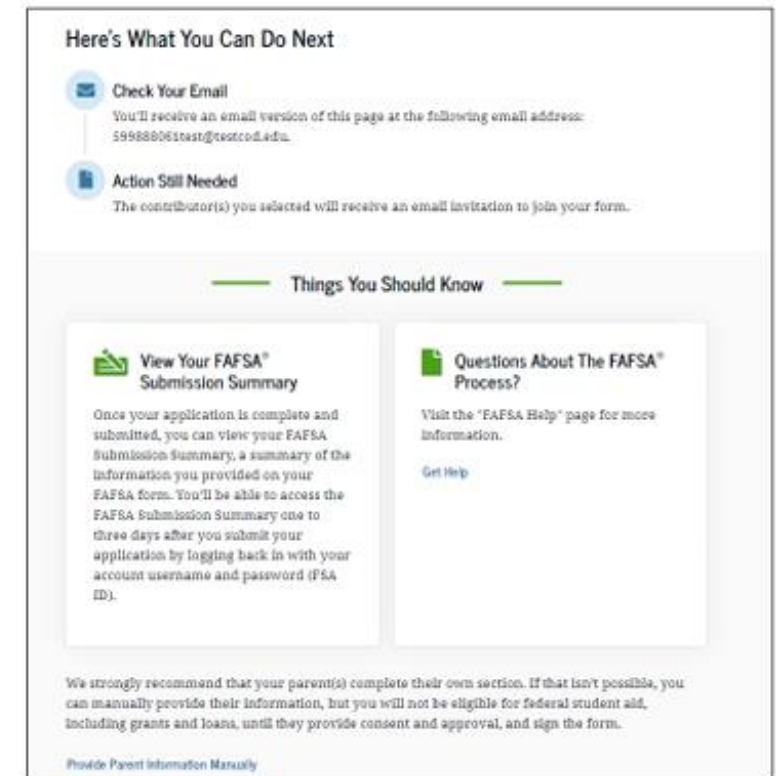 Here's What You Can Do Next
Check Your Email
You'll receive an email version of this page at the following email address:
599888061test@testcod.edu.
Action Still Needed
The contributor(s) you selected will receive an email invitation to join your form.
Things You Should Know
View Your FAFSA®
Submission Summary
Once your application is complete and
submitted, you can view your FAFSA
Submission Summary, a summary of the
information you provided on your
FAFSA form. You'll be able to access the
FAFSA Submission Summary one to
three days after you submit your
application by logging back in with your
account username and password (FSA
ID).
Questions About The FAFSA®
Process?
Visit the "FAFSA Help" page for more
information.
Get Help
We strongly recommend that your parent(s) complete their own section. If that isn't possible, you
can manually provide their information, but you will not be eligible for federal student aid,
including grants and loans, until they provide consent and approval, and sign the form.
Provide Parent Information Manually